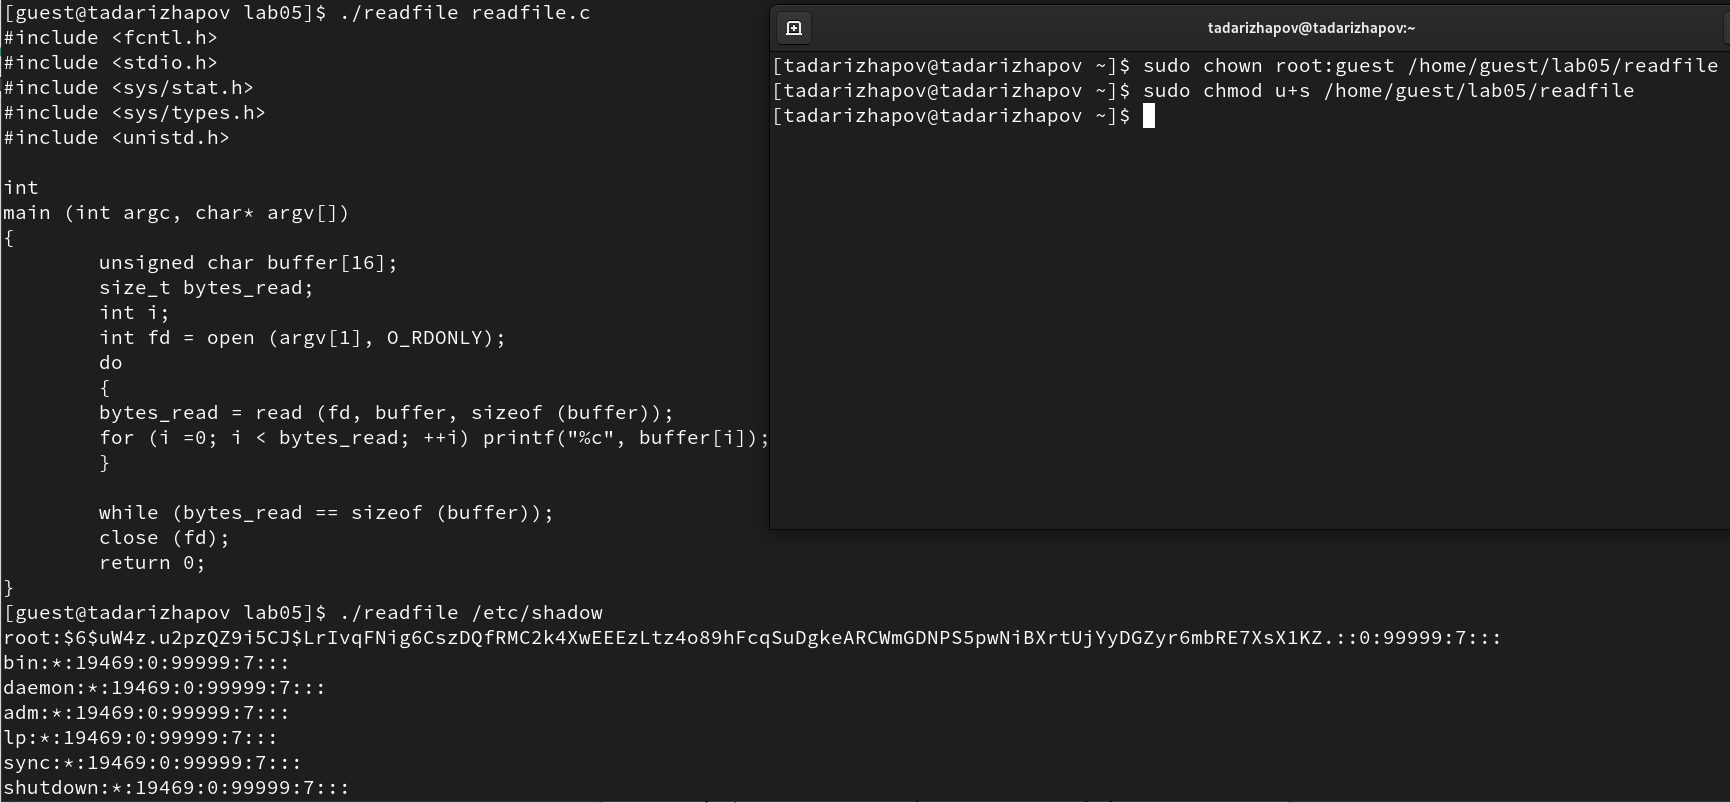 [guest@tadarizhapov lab05]$ ./readfile readfile.c
#include <fcntl.h>
#include <stdio.h>
#include <sys/stat.h>
#include <sys/types.h>
#include <unistd.h>
int
main (int argc, char* argv[])
{
unsigned char buffer[16];
size_t bytes_read;
int i;
int fd = open (argv[1], O_RDONLY);
do
{
bytes_read = read (fd, buffer, sizeof (buffer));
for (i =0; i < bytes_read; ++i) printf("%c", buffer[i]);
}
while (bytes_read == sizeof (buffer));
close (fd);
return 0;
}
[guest@tadarizhapov lab05]$ ./readfile /etc/shadow
root:$6$uW4z.u2pzQZ9i5CJ$LrIvqFNig6CszDQfRMC2k4XwEEEzLtz4o89hFcqSuDgkeARCWmGDNPS5pwNiBXrtUjYyDGZyr6mbRE7XsX1KZ.::0:99999:7:::
bin:*:19469:0:99999:7:::
daemon:*:19469:0:99999:7:::
adm:*:19469:0:99999:7:::
lp:*:19469:0:99999:7:::
sync:*:19469:0:99999:7:::
shutdown:*:19469:0:99999:7:::
tadarizhapov@tadarizhapov:~
[tadarizhapov@tadarizhapov ~]$ sudo chown root:guest /home/guest/lab05/readfile
[tadarizhapov@tadarizhapov ~]$ sudo chmod u+s /home/guest/lab05/readfile
[tadarizhapov@tadarizhapov ~]$